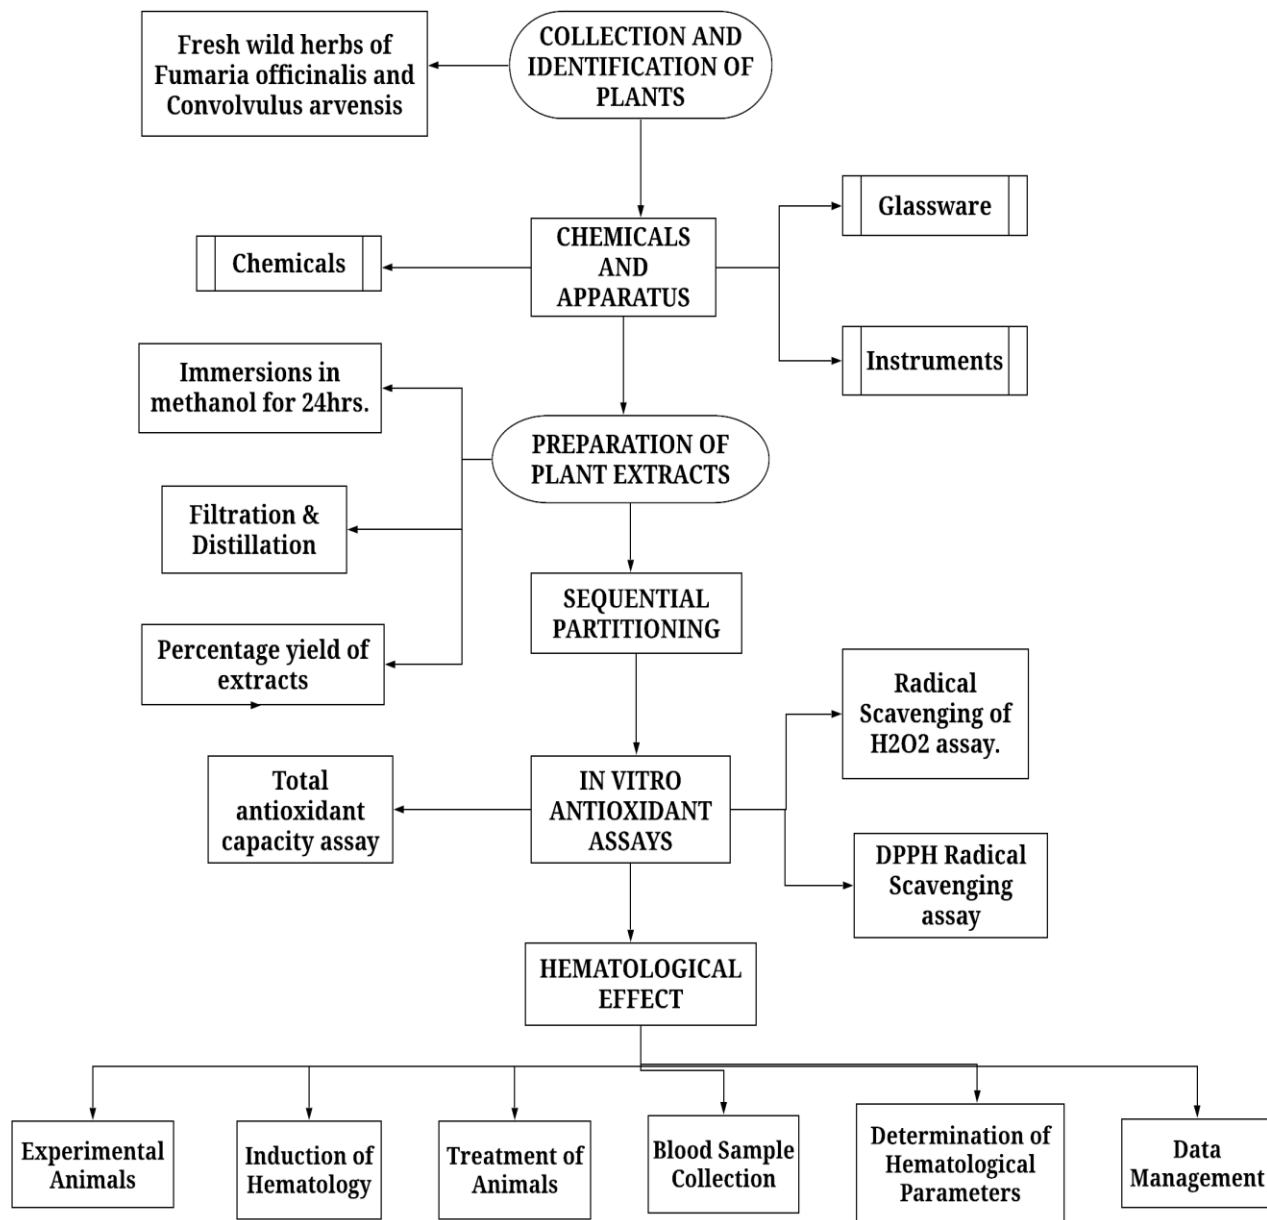 Fresh wild herbs of
Fumaria officinalis and
Convolvulus arvensis
COLLECTION AND
IDENTIFICATION OF
PLANTS
Glassware
Chemicals
CHEMICALS
AND
APPARATUS
Instruments
Immersions in
methanol for 24hrs.
PREPARATION OF
PLANT EXTRACTS
Filtration &
Distillation
SEQUENTIAL
PARTITIONING
Percentage yield of
extracts
Radical
Scavenging of
H2O2 assay.
Total
antioxidant
capacity assay
IN VITRO
ANTIOXIDANT
ASSAYS
DPPH Radical
Scavenging
assay
HEMATOLOGICAL
EFFECT
Experimental
Animals
Induction of
Hematology
Treatment of
Animals
Blood Sample
Collection
Determination of
Hematological
Parameters
Data
Management